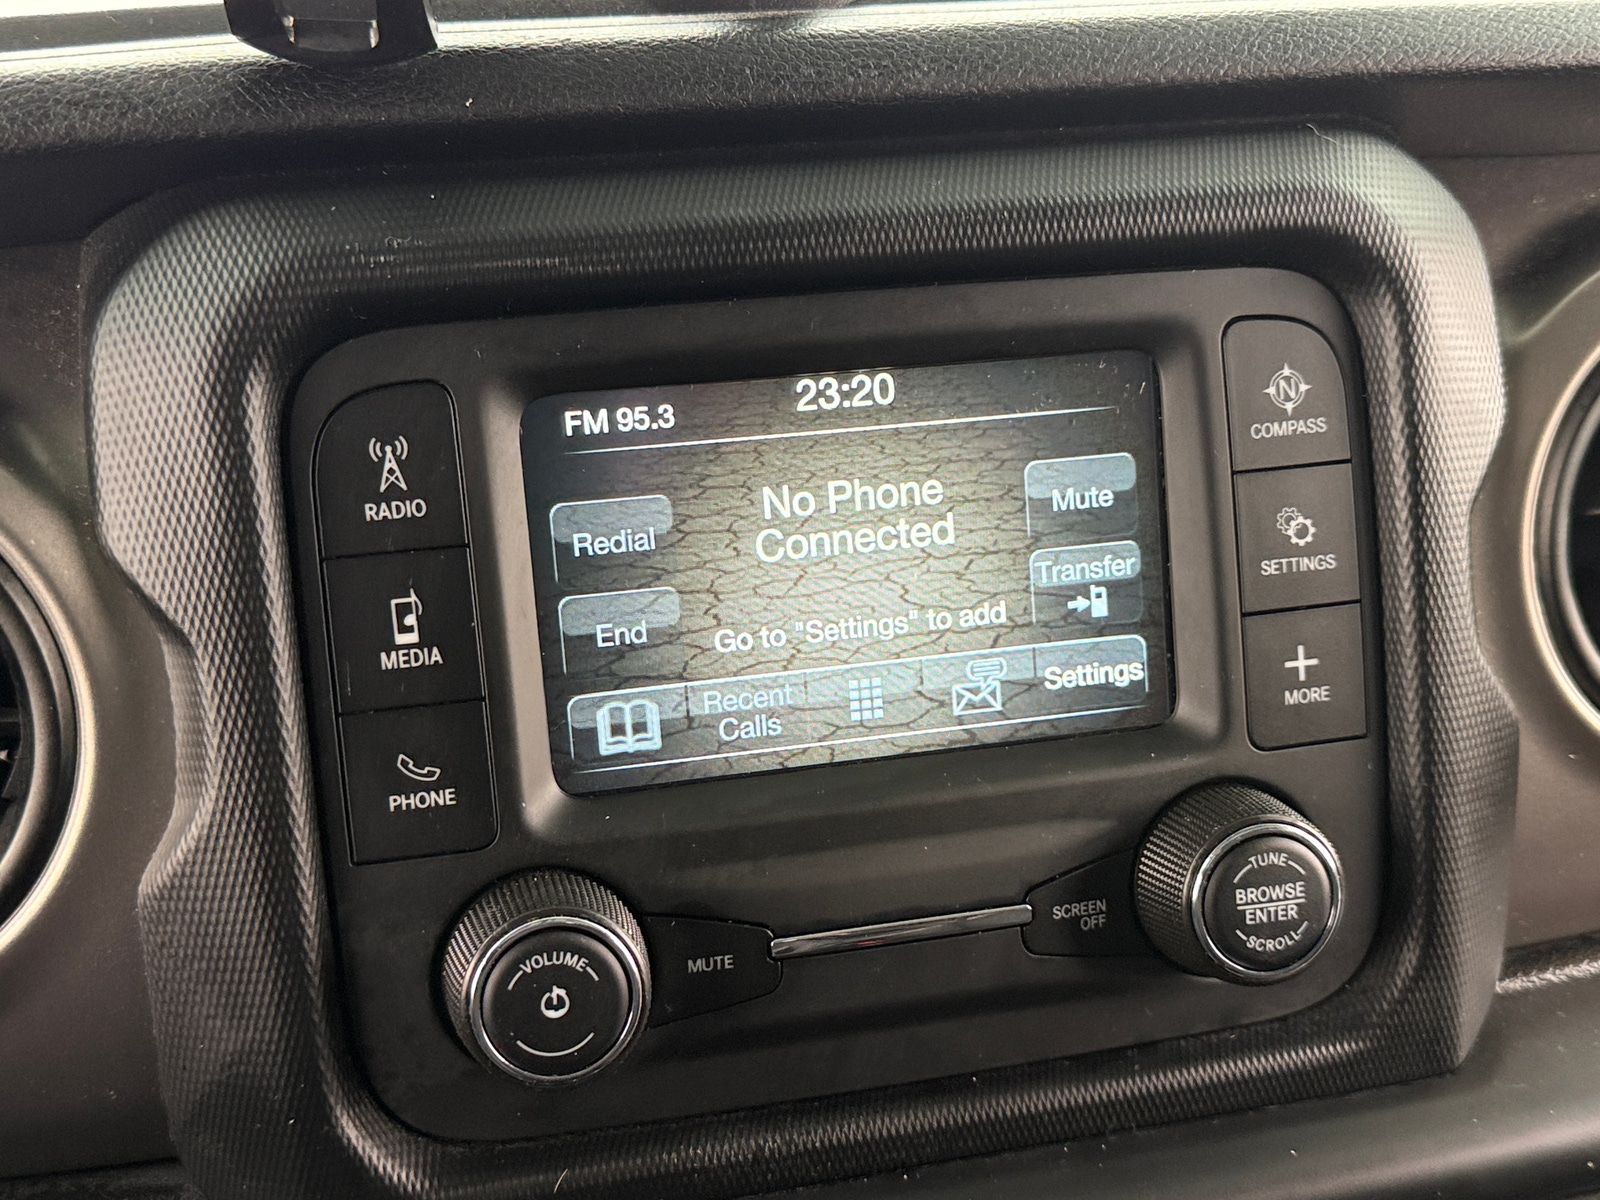 23:20
FM 95.3
No Phone
Connected
Redial
Mute
Transfer
End
Go to "Settings" to add
Recent
Calls
Settings
RADIO
MEDIA
PHONE
N
COMPASS
SETTINGS
MORE
VOLUME
MUTE
SCREEN
OFF
TUNE
BROWSE
ENTER
SCROLL